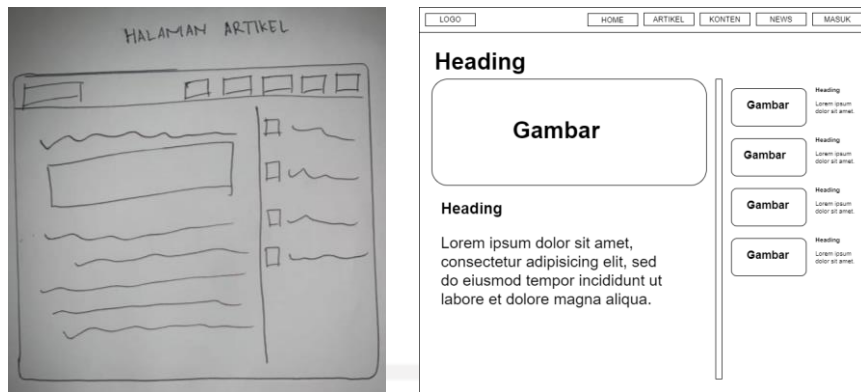 HALAMAN ARTIKEL
LOGO
HOME
ARTIKEL
KONTEN
NEWS
MASUK
Heading
Gambar
Heading
Lorem ipsum dolor sit amet,
consectetur adipisicing elit, sed
do eiusmod tempor incididunt ut
labore et dolore magna aliqua.
Gambar
Heading
Lorem ipsum
dolor sit amet.
Gambar
Heading
Lorem ipsum
dolor sit amet.
Gambar
Heading
Lorem ipsum
dolor sit amet.
Gambar
Heading
Lorem ipsum
dolor sit amet.